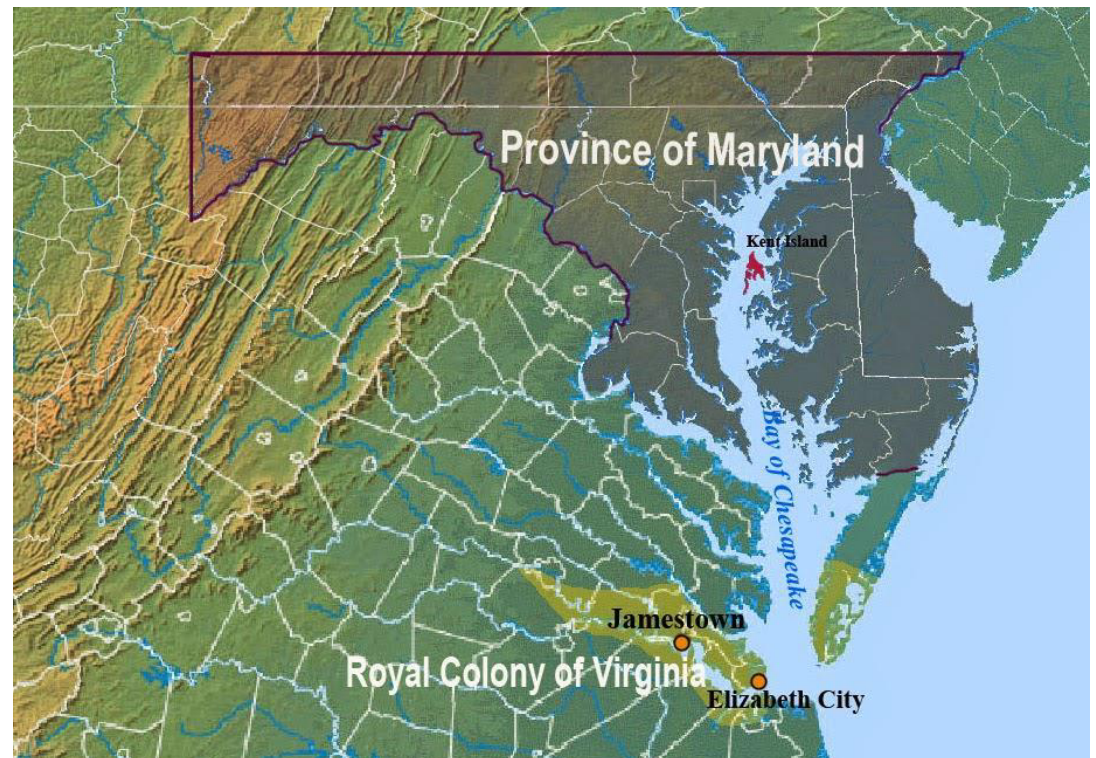 Province of Maryland
Kent Island
Bay of Chesapeake
Jamestown
Royal Colony of Virginia
Elizabeth City